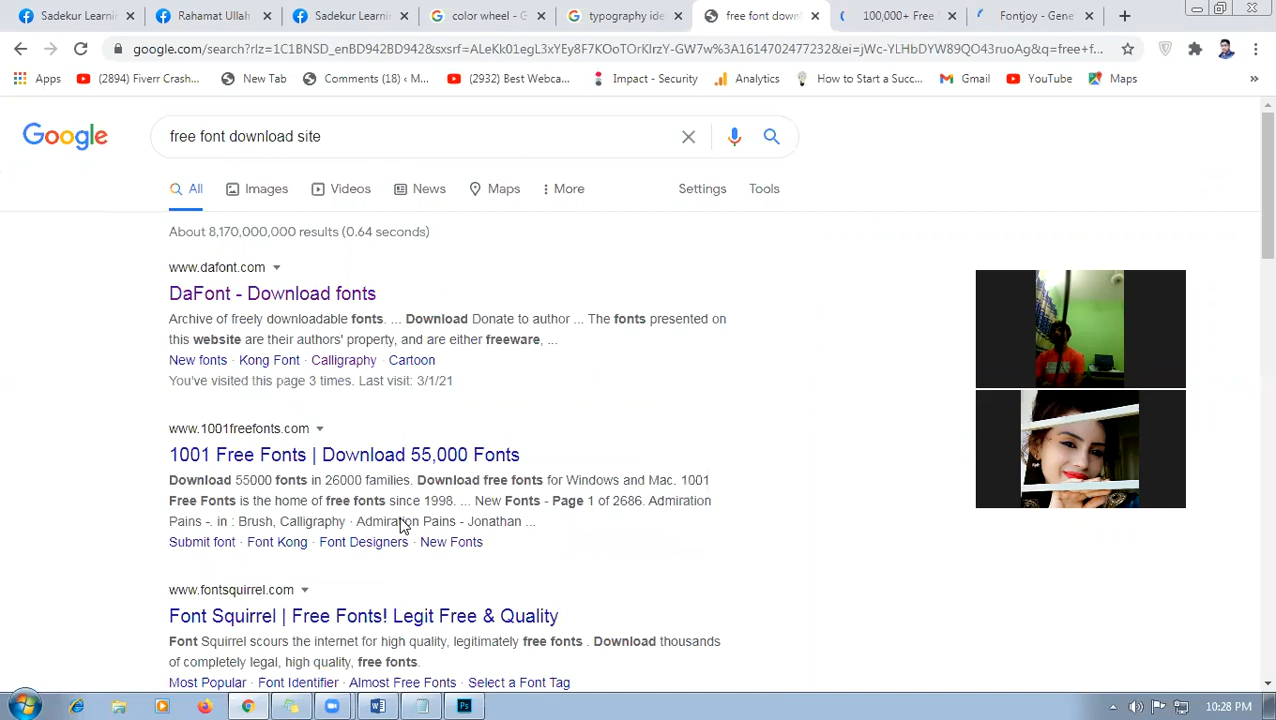 Sadekur Learni
Rahamat Ullah
Sadekur Learni
color wheel - G
typography ide
free font down
100,000+ Free
Fontjoy - Gene
google.com/search?rlz=1C1BNSD_enBD942BD942&sxsrf=ALeKk01egL3xYEy8F7KOoTOrKlrzY-GW7w%3A1614702477232&ei=jWc-YLHbDYW89QO43ruoAg&q=free+f...
Apps
(2894) Fiverr Crash...
New Tab
Comments (18) ‹ M...
(2932) Best Webca...
Impact - Security
Analytics
How to Start a Succ...
Gmail
YouTube
Maps
»
Google
free font download site
All
Images
Videos
News
Maps
More
Settings
Tools
About 8,170,000,000 results (0.64 seconds)
www.dafont.com
DaFont - Download fonts
Archive of freely downloadable fonts. ... Download Donate to author ... The fonts presented on
this website are their authors' property, and are either freeware, ...
New fonts · Kong Font · Calligraphy · Cartoon
You've visited this page 3 times. Last visit: 3/1/21
www.1001freefonts.com
1001 Free Fonts | Download 55,000 Fonts
Download 55000 fonts in 26000 families. Download free fonts for Windows and Mac. 1001
Free Fonts is the home of free fonts since 1998. ... New Fonts - Page 1 of 2686. Admiration
Pains -. in : Brush, Calligraphy · Admiration Pains - Jonathan ...
Submit font · Font Kong · Font Designers · New Fonts
www.fontsquirrel.com
Font Squirrel | Free Fonts! Legit Free & Quality
Font Squirrel scours the internet for high quality, legitimately free fonts . Download thousands
of completely legal, high quality, free fonts.
Most Popular · Font Identifier · Almost Free Fonts · Select a Font Tag
10:28 PM